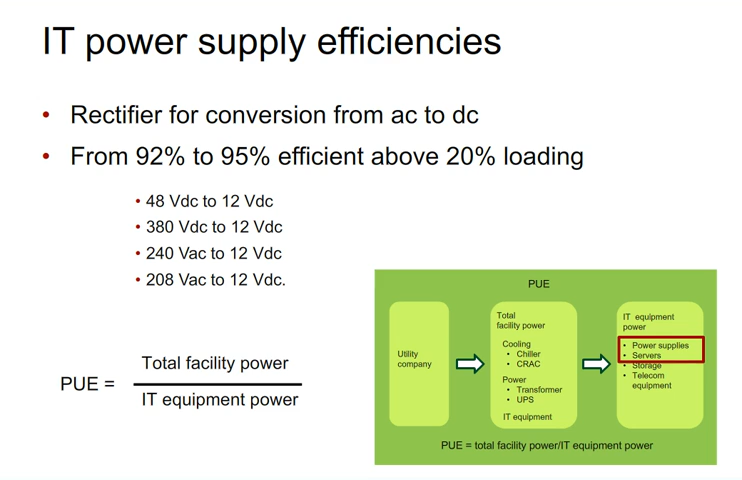 IT power supply efficiencies
• Rectifier for conversion from ac to dc
• From 92% to 95% efficient above 20% loading
• 48 Vdc to 12 Vdc
• 380 Vdc to 12 Vdc
• 240 Vac to 12 Vdc
• 208 Vac to 12 Vdc.
PUE =
Total facility power
IT equipment power
PUE
Utility
company
Total
facility power
Cooling
• Chiller
• CRAC
Power
• Transformer
• UPS
IT equipment
IT equipment
power
• Power supplies
• Servers
• Storage
• Telecom
equipment
PUE = total facility power/IT equipment power